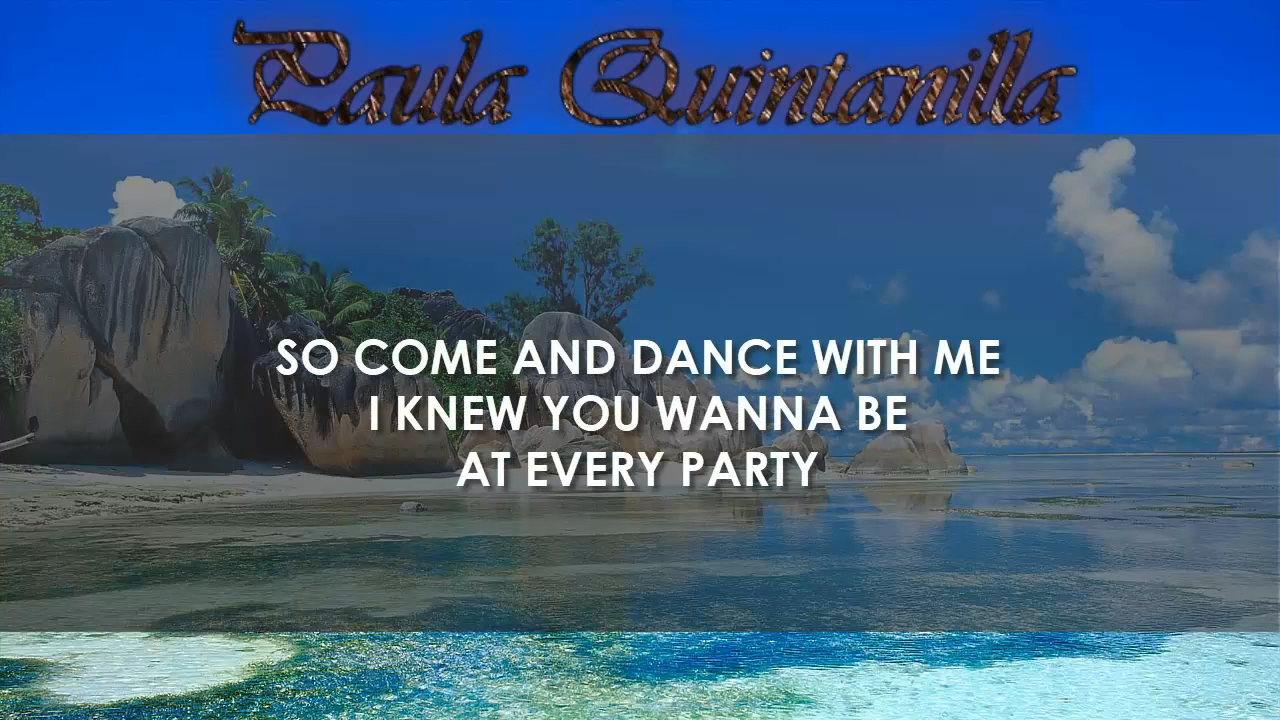 Paula Quintanilla
SO COME AND DANCE WITH ME
I KNEW YOU WANNA BE
AT EVERY PARTY